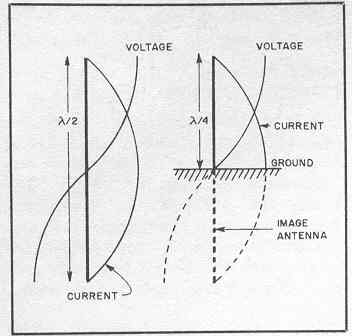 VOLTAGE
VOLTAGE
λ/2
λ/4
CURRENT
GROUND
IMAGE
ANTENNA
CURRENT